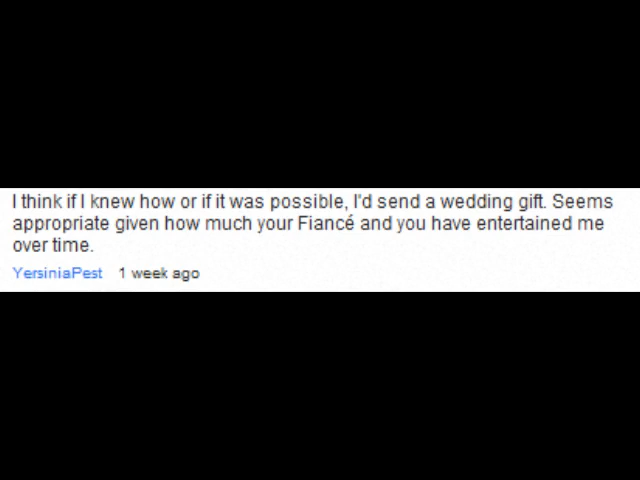 I think if I knew how or if it was possible, I'd send a wedding gift. Seems
appropriate given how much your Fiancé and you have entertained me
over time.
YersiniaPest 1 week ago